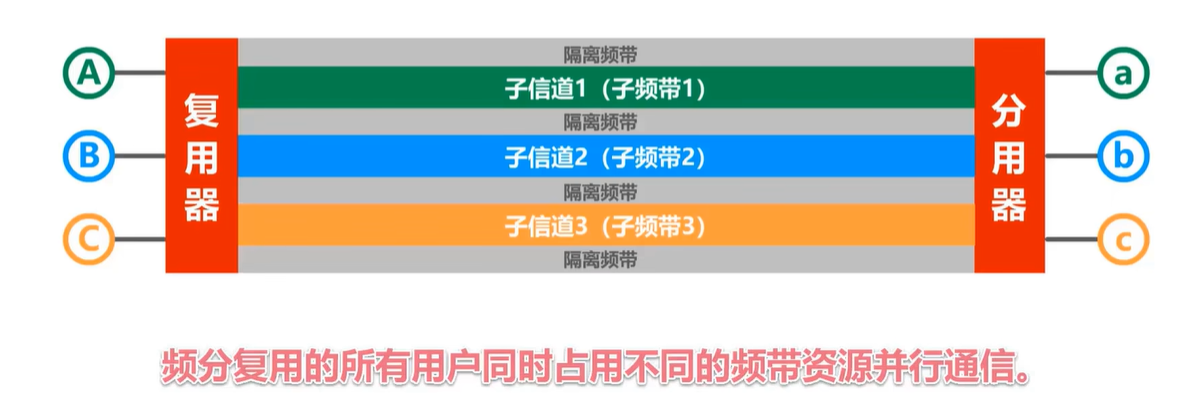 隔离频带
A
子信道1（子频带1）
a
隔离频带
复用器
分用器
B
子信道2（子频带2）
b
隔离频带
C
子信道3（子频带3）
c
隔离频带
频分复用的所有用户同时占用不同的频带资源并行通信。